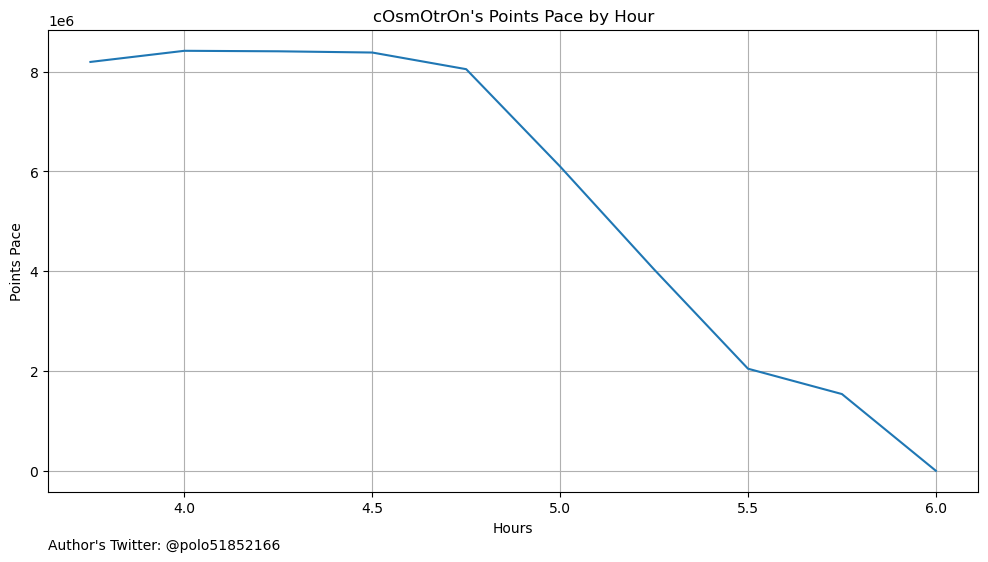 cOsmOtrOn's Points Pace by Hour
1e6
8
6
4
2
0
Points Pace
4.0 4.5 5.0 5.5 6.0
Hours
Author's Twitter: @polo51852166